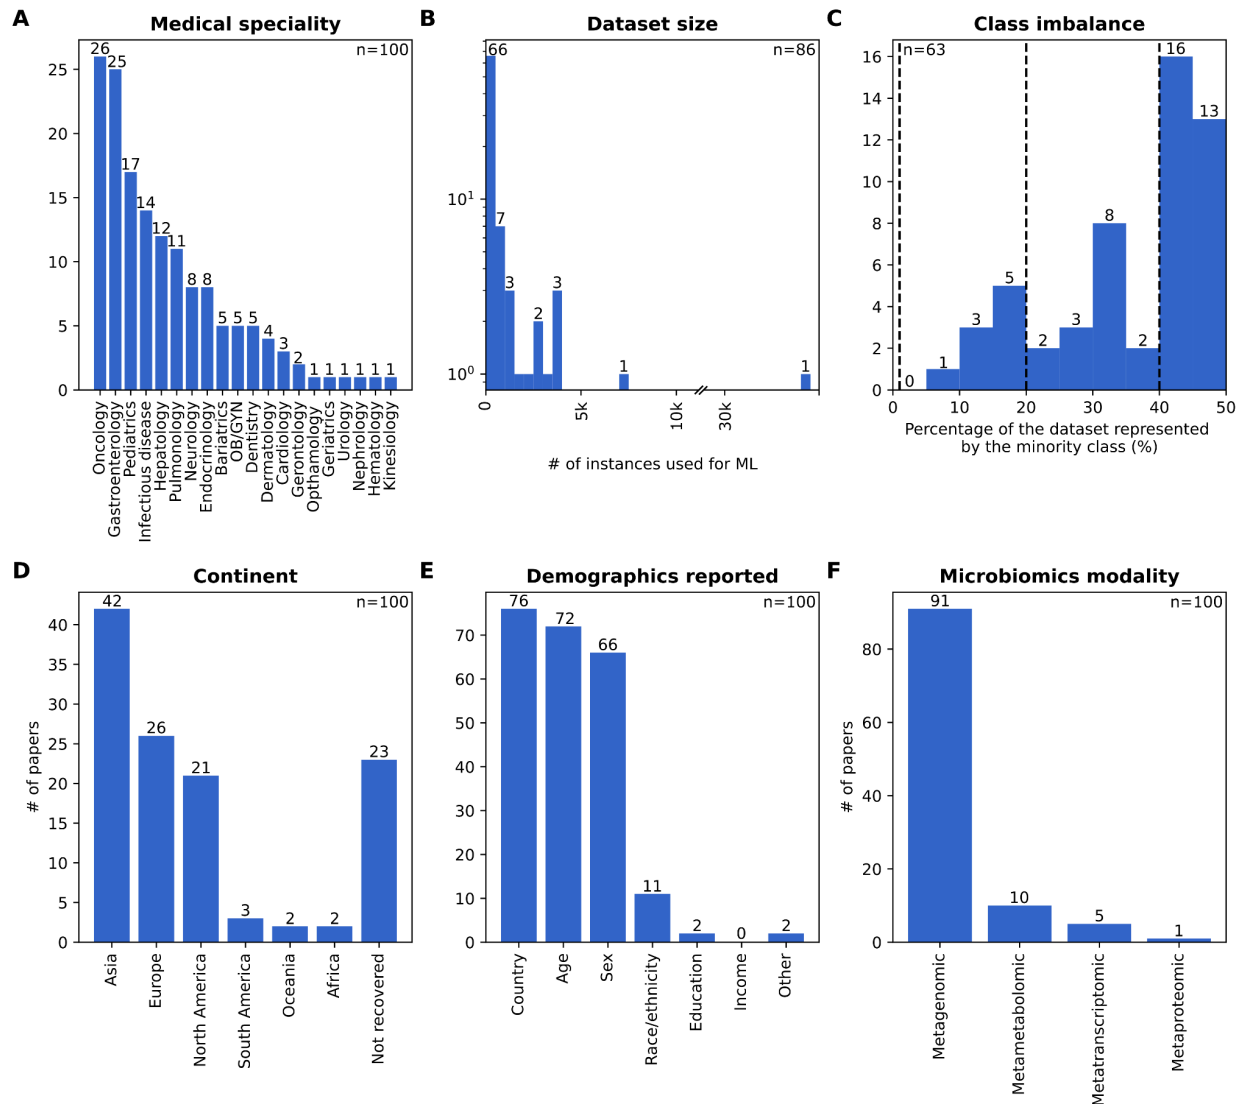 A
Medical speciality
n=100
26
25
17
14
12
11
8
8
5
5
5
4
3
2
1
1
1
1
1
1
25
20
15
10
5
0
Oncology
Gastroenterology
Pediatrics
Infectious disease
Hepatology
Pulmonology
Neurology
Endocrinology
Bariatrics
OB/GYN
Dentistry
Dermatology
Cardiology
Gerontology
Opthamology
Geriatrics
Urology
Nephrology
Hematology
Kinesiology
B
Dataset size
n=86
66
7
3
2
3
1
1
10¹
10⁰
0
5k
10k
30k
# of instances used for ML
C
Class imbalance
n=63
0
1
3
5
2
3
8
2
16
13
16
14
12
10
8
6
4
2
0
0
10
20
30
40
50
Percentage of the dataset represented
by the minority class (%)
D
Continent
n=100
42
26
21
3
2
2
23
40
35
30
25
20
15
10
5
0
# of papers
Asia
Europe
North America
South America
Oceania
Africa
Not recovered
E
Demographics reported
n=100
76
72
66
11
2
0
2
70
60
50
40
30
20
10
0
Country
Age
Sex
Race/ethnicity
Education
Income
Other
F
Microbiomics modality
n=100
91
10
5
1
80
60
40
20
0
# of papers
Metagenomic
Metametabolomic
Metatranscriptomic
Metaproteomic